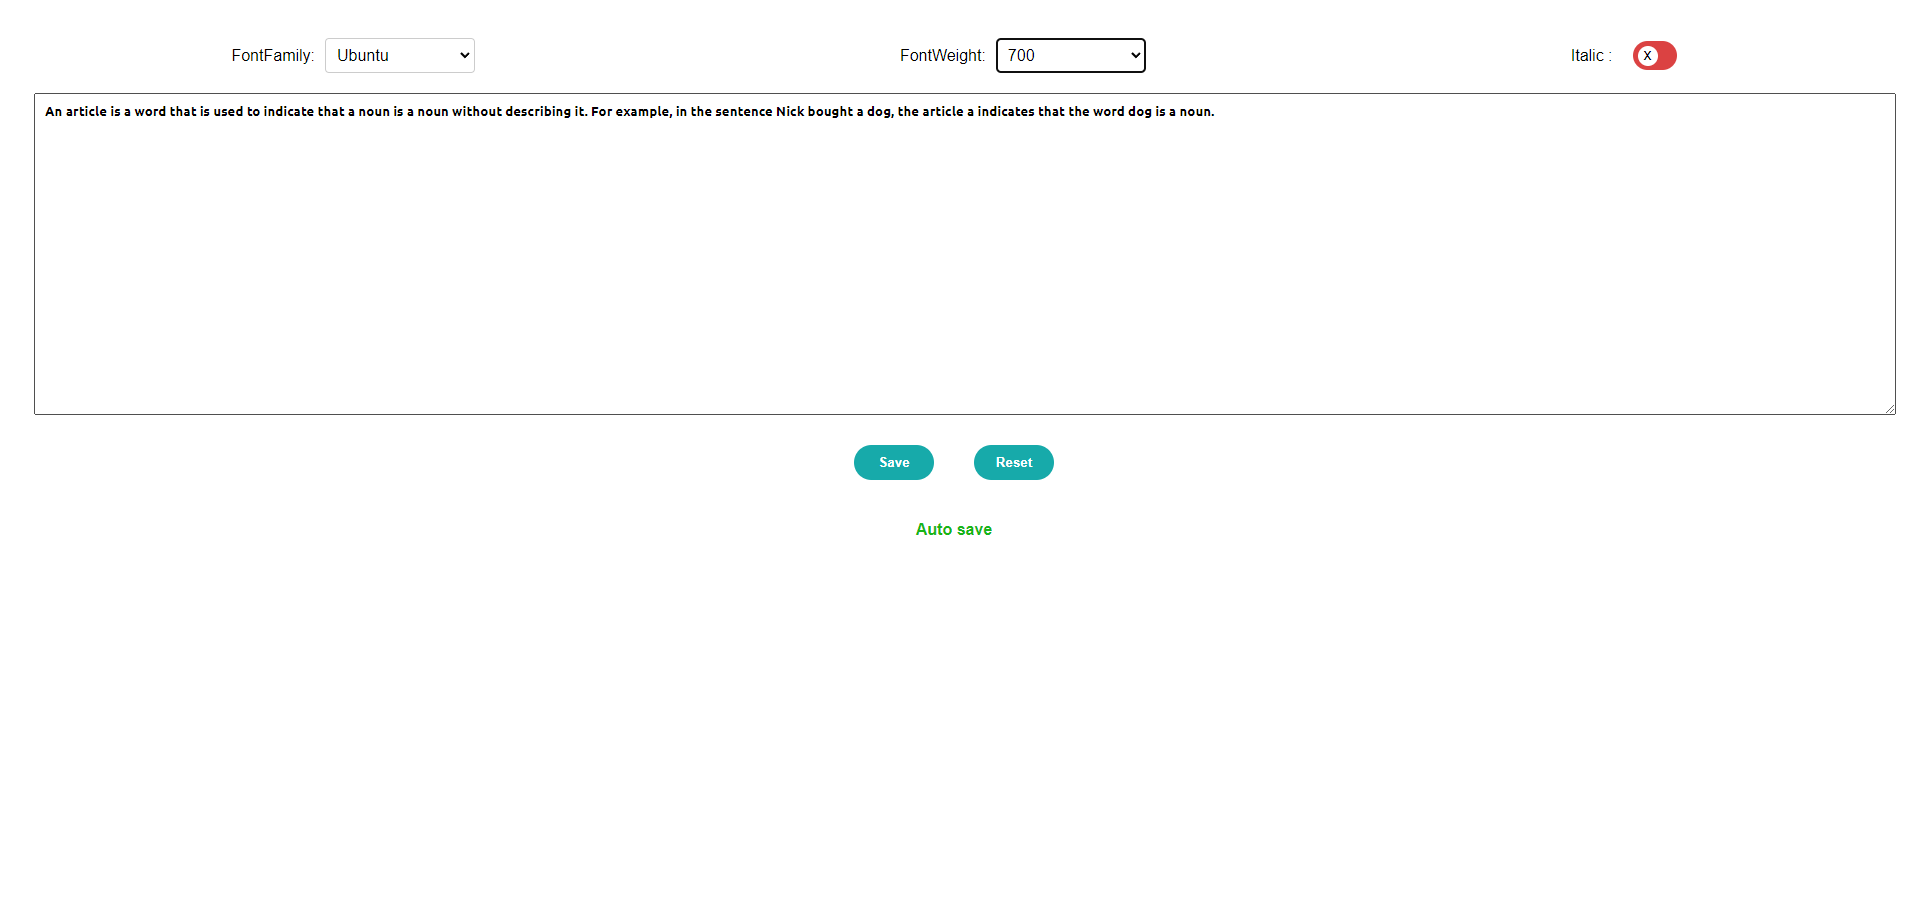 FontFamily: Ubuntu FontWeight: 700 Italic : X
An article is a word that is used to indicate that a noun is a noun without describing it. For example, in the sentence Nick bought a dog, the article a indicates that the word dog is a noun.
Save Reset
Auto save